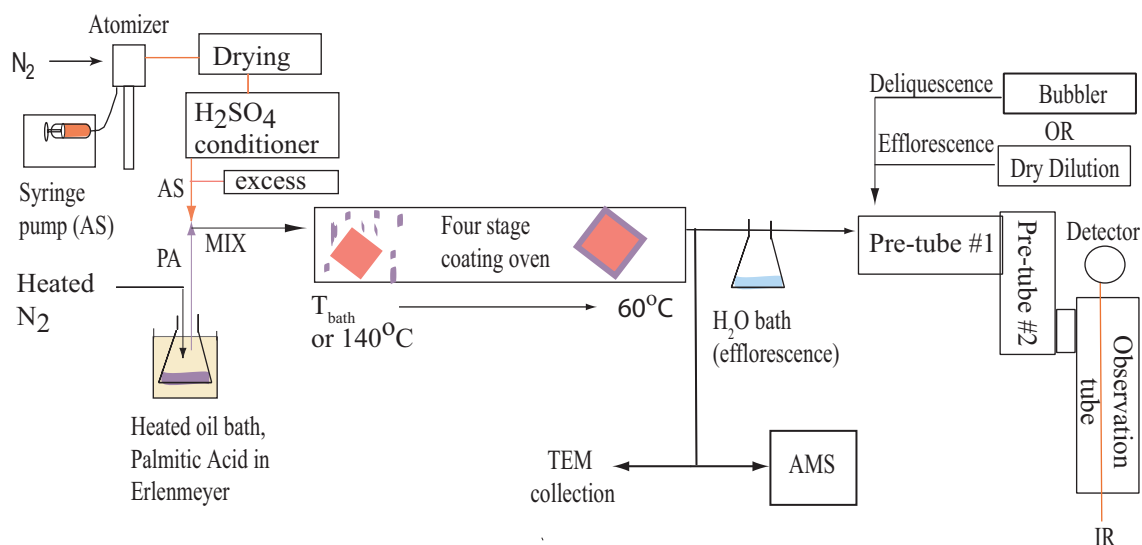 Atomizer
N2
Drying
H2SO4
conditioner
Syringe
pump (AS)
AS
excess
PA
MIX
Heated
N2
Heated oil bath,
Palmitic Acid in
Erlenmeyer
Four stage
coating oven
Tbath
or 140°C
60°C
H2O bath
(efflorescence)
TEM
collection
AMS
Deliquescence
Bubbler
OR
Efflorescence
Dry Dilution
Pre-tube #1
Pre-tube #2
Detector
Observation
tube
IR